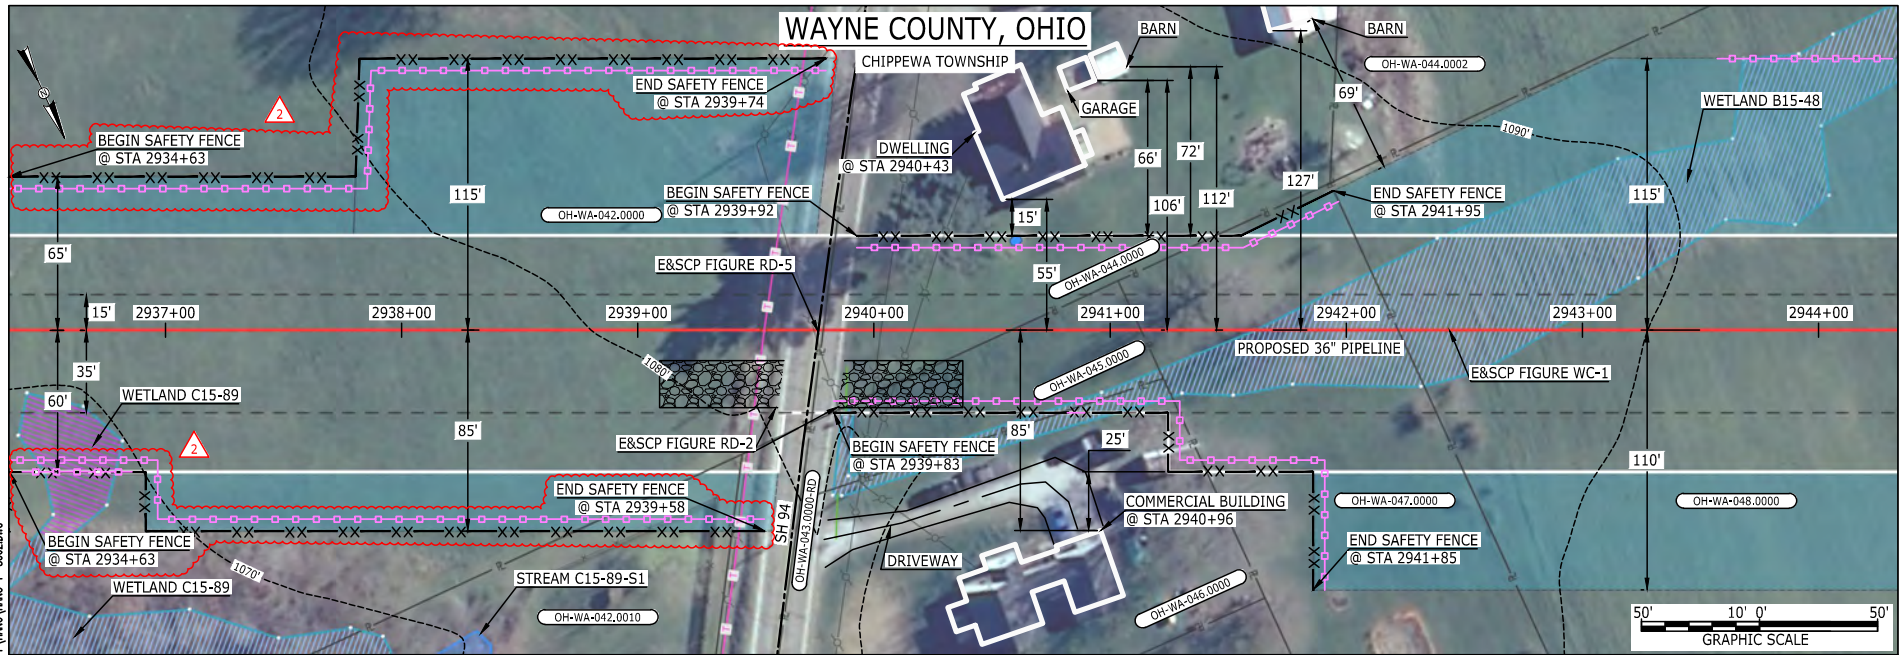 WAYNE COUNTY, OHIO
CHIPPEWA TOWNSHIP
BARN
BARN
OH-WA-044.0002
END SAFETY FENCE
@ STA 2939+74
GARAGE
69'
WETLAND B15-48
2
N
BEGIN SAFETY FENCE
@ STA 2934+63
1090'
DWELLING
@ STA 2940+43
66'
72'
115'
BEGIN SAFETY FENCE
@ STA 2939+92
127'
END SAFETY FENCE
@ STA 2941+95
115'
106'
112'
OH-WA-042.0000
15'
65'
E&SCP FIGURE RD-5
55'
OH-WA-044.0000
15'
2937+00
2938+00
2939+00
2940+00
2941+00
2942+00
2943+00
2944+00
PROPOSED 36" PIPELINE
E&SCP FIGURE WC-1
1080'
OH-WA-045.0000
35'
60'
WETLAND C15-89
85'
85'
2
E&SCP FIGURE RD-2
BEGIN SAFETY FENCE
@ STA 2939+83
25'
110'
END SAFETY FENCE
@ STA 2939+58
SH 94
OH-WA-043.0000-RD
COMMERCIAL BUILDING
@ STA 2940+96
OH-WA-047.0000
OH-WA-048.0000
BEGIN SAFETY FENCE
@ STA 2934+63
DRIVEWAY
END SAFETY FENCE
@ STA 2941+85
1070'
WETLAND C15-89
STREAM C15-89-S1
OH-WA-042.0010
OH-WA-046.0000
50'
10'
0'
50'
GRAPHIC SCALE